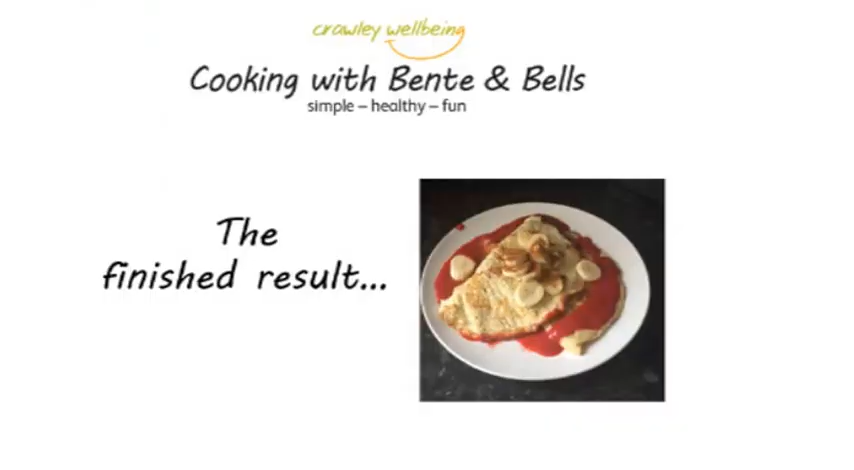 crawley wellbeing
Cooking with Bente & Bells
simple – healthy – fun
The
finished result...